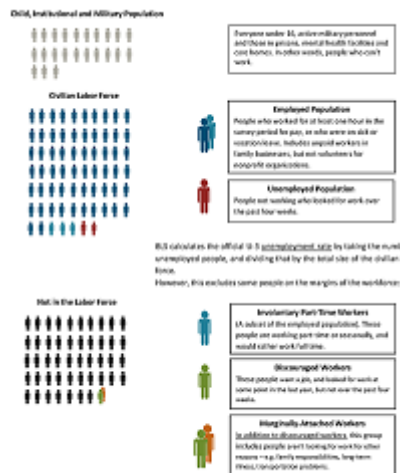 Child, Institutional and Military Population
Everyone under 16, active military personnel
and those in prisons, mental health facilities and
care homes. In other words, people who can't
work.
Civilian Labor Force
Employed Population
People who worked for at least one hour in the
survey period for pay, or who were on sick or
vacation leave. Includes unpaid workers in
family businesses, but not volunteers for
nonprofit organizations.
Unemployed Population
People not working who looked for work over
the past four weeks.
BLS calculates the official U-3 unemployment rate by taking the num
unemployed people, and dividing that by the total size of the civilian
force.
However, this excludes some people on the margins of the workforce:
Not in the Labor Force
Involuntary Part-Time Workers
(A subset of the employed population). These
people are working part-time or seasonally, and
would rather work full time.
Discouraged Workers
These people want a job, and looked for work at
some point in the last year, but not over the past four
weeks.
Marginally Attached Workers
In addition to discouraged workers, this group
includes people aren't looking for work for other
reasons – e.g. family responsibilities, long-term
illness, transportation problems.